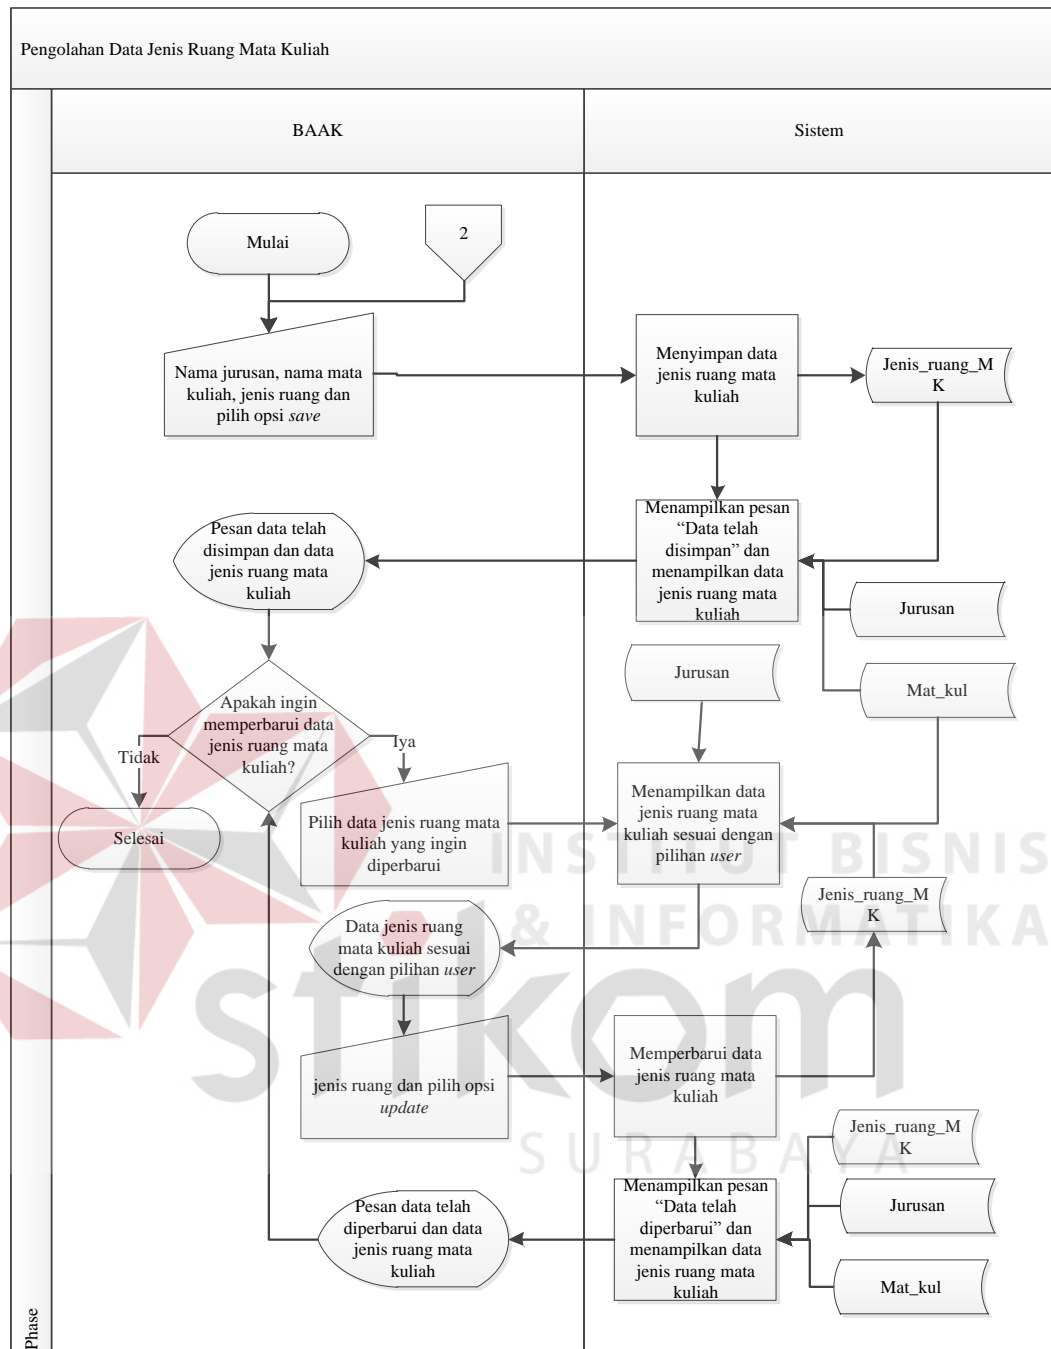 Pengolahan Data Jenis Ruang Mata Kuliah
BAAK
Sistem
Mulai
2
Nama jurusan, nama mata
kuliah, jenis ruang dan
pilih opsi save
Menyimpan data
jenis ruang mata
kuliah
Jenis_ruang_M
K
Menampilkan pesan
“Data telah
disimpan” dan
menampilkan data
jenis ruang mata
kuliah
Pesan data telah
disimpan dan data
jenis ruang mata
kuliah
Jurusan
Mat_kul
Jurusan
Apakah ingin
memperbarui data
jenis ruang mata
kuliah?
Tidak
Iya
Selesai
Pilih data jenis ruang mata
kuliah yang ingin
diperbarui
Menampilkan data
jenis ruang mata
kuliah sesuai dengan
pilihan user
INSTITUT BISNIS
& INFORMATIKA
Jenis_ruang_M
K
Data jenis ruang
mata kuliah sesuai
dengan pilihan user
stikom
SURABAYA
jenis ruang dan pilih opsi
update
Memperbarui data
jenis ruang mata
kuliah
Jenis_ruang_M
K
Jurusan
Mat_kul
Menampilkan pesan
“Data telah
diperbarui” dan
menampilkan data
jenis ruang mata
kuliah
Pesan data telah
diperbarui dan data
jenis ruang mata
kuliah
Phase